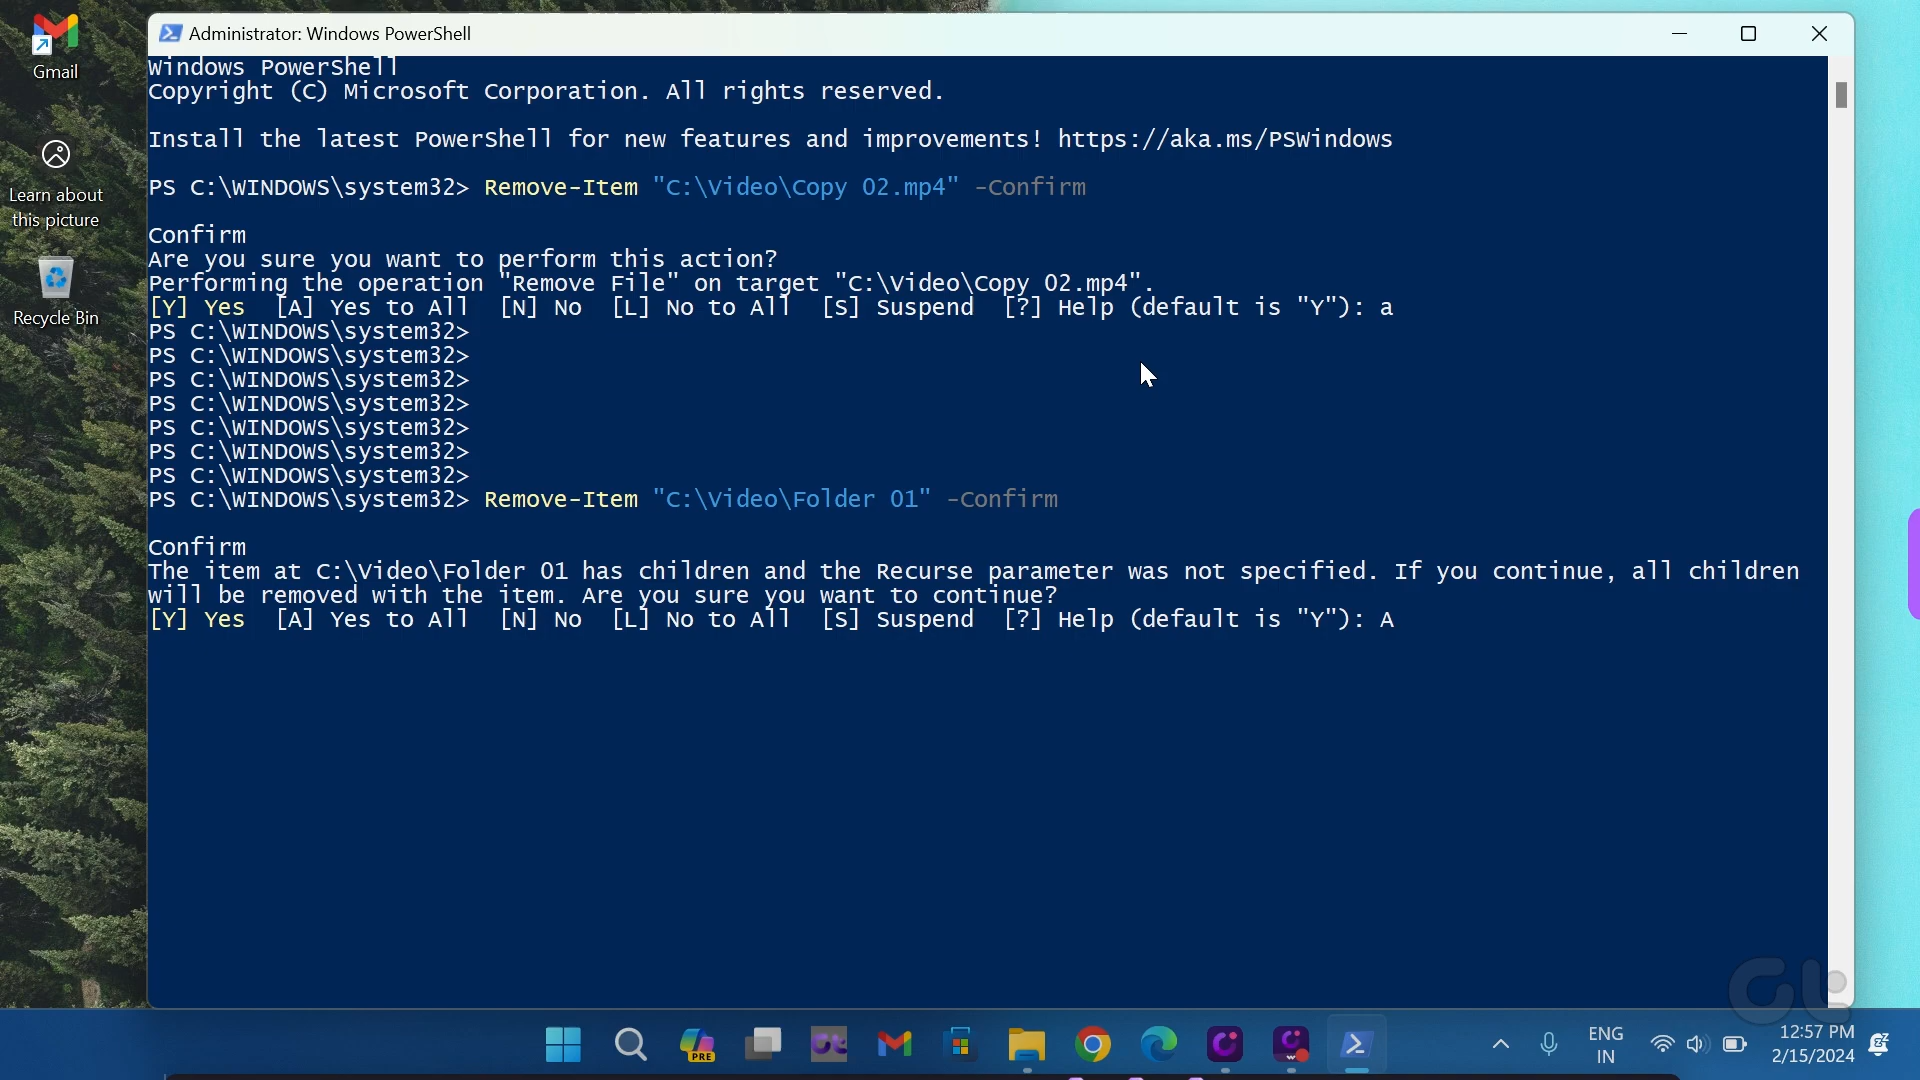 Gmail
Learn about
this picture
Recycle Bin
Administrator: Windows PowerShell
Windows PowerShell
Copyright (C) Microsoft Corporation. All rights reserved.
Install the latest PowerShell for new features and improvements! https://aka.ms/PSWindows
PS C:\WINDOWS\system32> Remove-Item "C:\Video\Copy 02.mp4" -Confirm
Confirm
Are you sure you want to perform this action?
Performing the operation "Remove File" on target "C:\Video\Copy 02.mp4".
[Y] Yes  [A] Yes to All  [N] No  [L] No to All  [S] Suspend  [?] Help (default is "Y"): a
PS C:\WINDOWS\system32>
PS C:\WINDOWS\system32>
PS C:\WINDOWS\system32>
PS C:\WINDOWS\system32>
PS C:\WINDOWS\system32>
PS C:\WINDOWS\system32>
PS C:\WINDOWS\system32>
PS C:\WINDOWS\system32> Remove-Item "C:\Video\Folder 01" -Confirm
Confirm
The item at C:\Video\Folder 01 has children and the Recurse parameter was not specified. If you continue, all children
will be removed with the item. Are you sure you want to continue?
[Y] Yes  [A] Yes to All  [N] No  [L] No to All  [S] Suspend  [?] Help (default is "Y"): A
Gt
PRE
Gt
ENG
IN
12:57 PM
2/15/2024